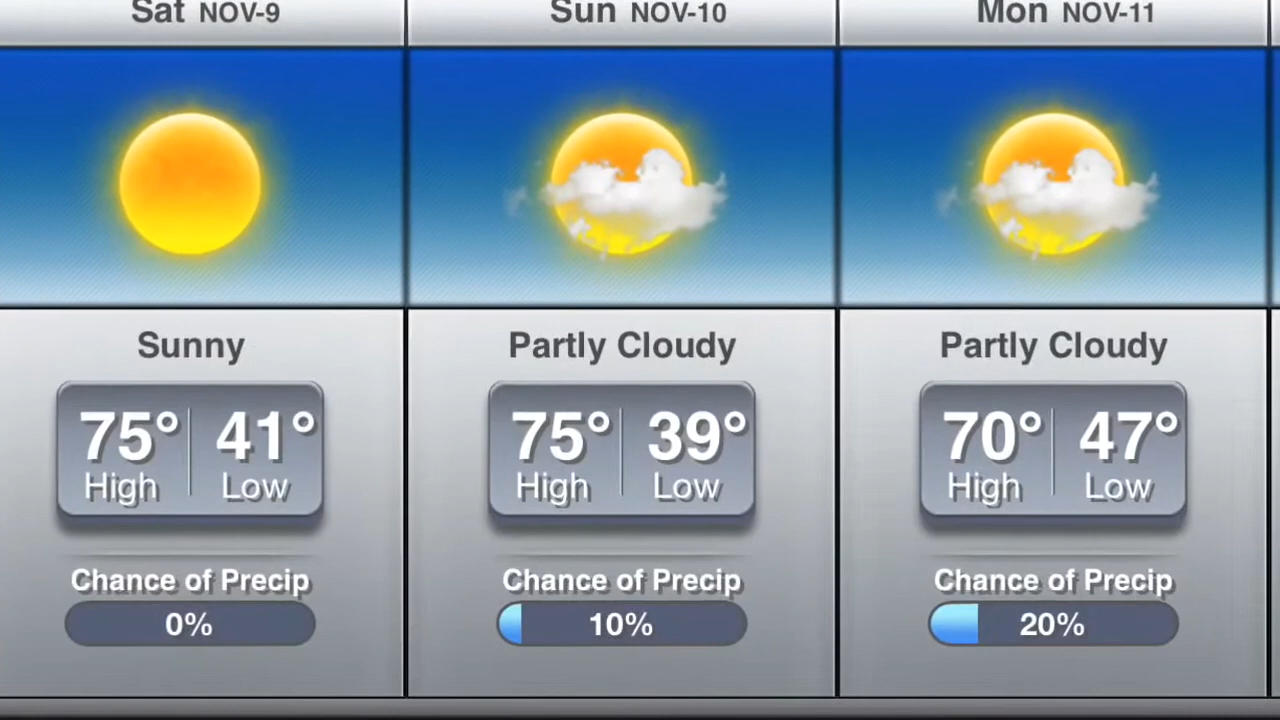 Sat NOV-9
Sun NOV-10
Mon NOV-11
Sunny
Partly Cloudy
Partly Cloudy
75° 41°
High Low
75° 39°
High Low
70° 47°
High Low
Chance of Precip
0%
Chance of Precip
10%
Chance of Precip
20%